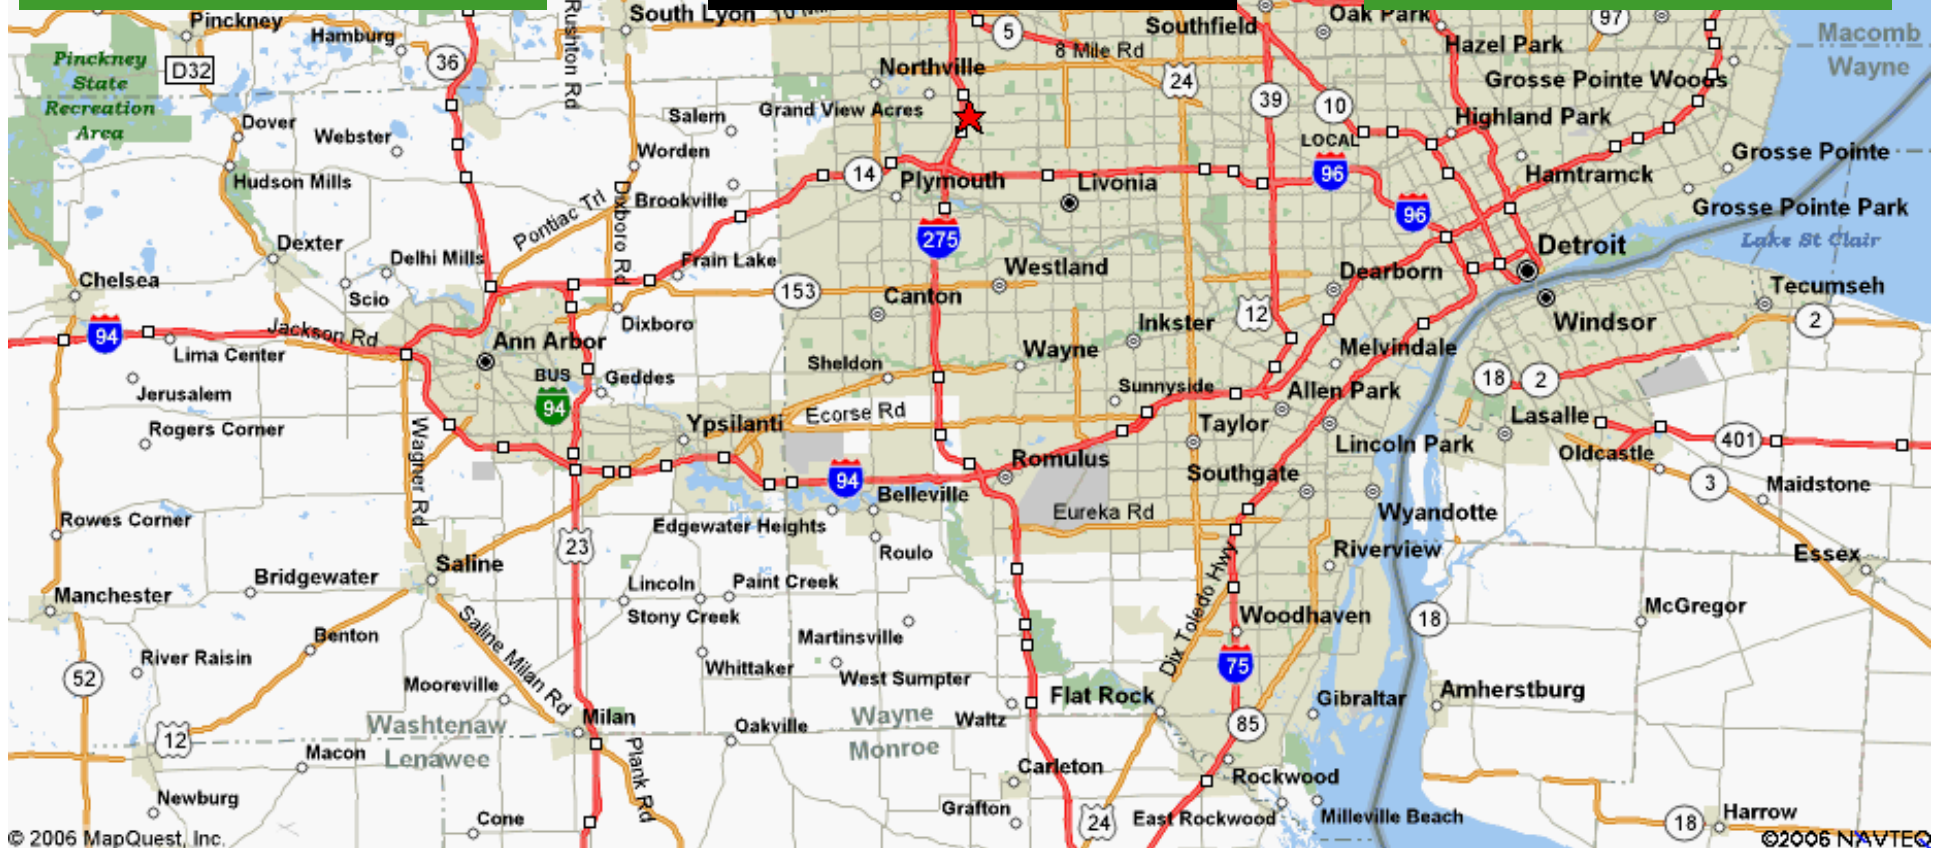 Pinckney
Hamburg
Rushton Rd
South Lyon
10 Mile
Southfield
Oak Park
97
Macomb
Wayne
Pinckney
State
Recreation
Area
D32
36
5
8 Mile Rd
Hazel Park
24
Northville
Grosse Pointe Woods
39
10
Grand View Acres
Salem
Dover
Webster
Highland Park
LOCAL
96
Worden
Grosse Pointe
Hudson Mills
14
Plymouth
Livonia
Hamtramck
Brookville
Dixboro Rd
Pontiac Trl
96
Grosse Pointe Park
Lake St Clair
275
Dexter
Delhi Mills
Frain Lake
Detroit
Westland
Dearborn
Chelsea
Scio
153
Canton
Tecumseh
Dixboro
12
Inkster
Windsor
2
94
Jackson Rd
Lima Center
Ann Arbor
Wayne
Melvindale
Sheldon
Jerusalem
BUS
94
Geddes
Sunnyside
Allen Park
18
2
Ecorse Rd
Ypsilanti
Taylor
Lasalle
Rogers Corner
Wagner Rd
Lincoln Park
401
Oldcastle
Romulus
Southgate
94
Belleville
3
Maidstone
Rowes Corner
Edgewater Heights
Eureka Rd
Wyandotte
23
Roulo
Riverview
Essex
Saline
Bridgewater
Lincoln
Paint Creek
Dix Toledo Hwy
Manchester
Stony Creek
Woodhaven
18
McGregor
Benton
Saline Milan Rd
Martinsville
River Raisin
Whittaker
75
52
Mooreville
West Sumpter
Flat Rock
Gibraltar
Amherstburg
Washtenaw
Lenawee
Milan
Oakville
Wayne
Monroe
Waltz
85
12
Macon
Plank Rd
Carleton
Rockwood
Newburg
Cone
Grafton
24
East Rockwood
Milleville Beach
18
Harrow
© 2006 MapQuest, Inc.
©2006 NAVTEQ